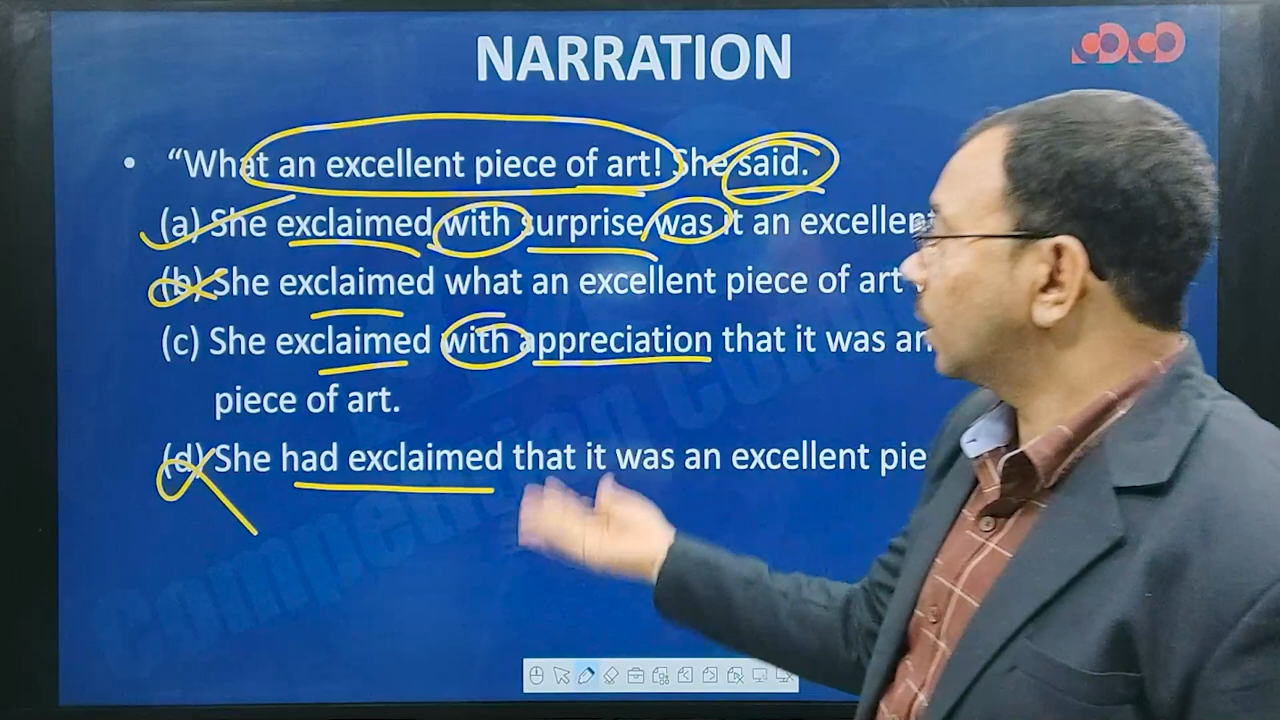 NARRATION
• “What an excellent piece of art! She said.
(a) She exclaimed with surprise was it an excellent
(b) She exclaimed what an excellent piece of art
(c) She exclaimed with appreciation that it was an
piece of art.
(d) She had exclaimed that it was an excellent pie